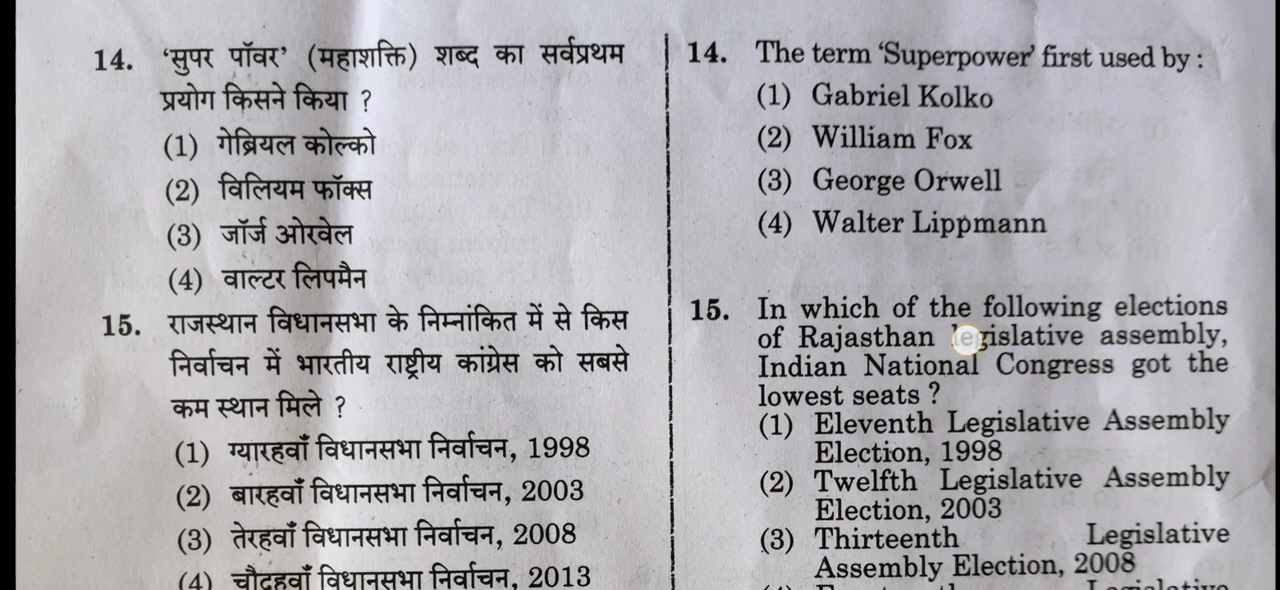 14. 'सुपर पॉवर' (महाशक्ति) शब्द का सर्वप्रथम
प्रयोग किसने किया ?
(1) गेब्रियल कोल्को
(2) विलियम फॉक्स
(3) जॉर्ज ओरवेल
(4) वाल्टर लिपमैन
15. राजस्थान विधानसभा के निम्नांकित में से किस
निर्वाचन में भारतीय राष्ट्रीय कांग्रेस को सबसे
कम स्थान मिले ?
(1) ग्यारहवाँ विधानसभा निर्वाचन, 1998
(2) बारहवाँ विधानसभा निर्वाचन, 2003
(3) तेरहवाँ विधानसभा निर्वाचन, 2008
(4) चौदहवाँ विधानसभा निर्वाचन, 2013
14. The term 'Superpower' first used by :
(1) Gabriel Kolko
(2) William Fox
(3) George Orwell
(4) Walter Lippmann
15. In which of the following elections
of Rajasthan legislative assembly,
Indian National Congress got the
lowest seats ?
(1) Eleventh Legislative Assembly
Election, 1998
(2) Twelfth Legislative Assembly
Election, 2003
(3) Thirteenth Legislative
Assembly Election, 2008
Legislative